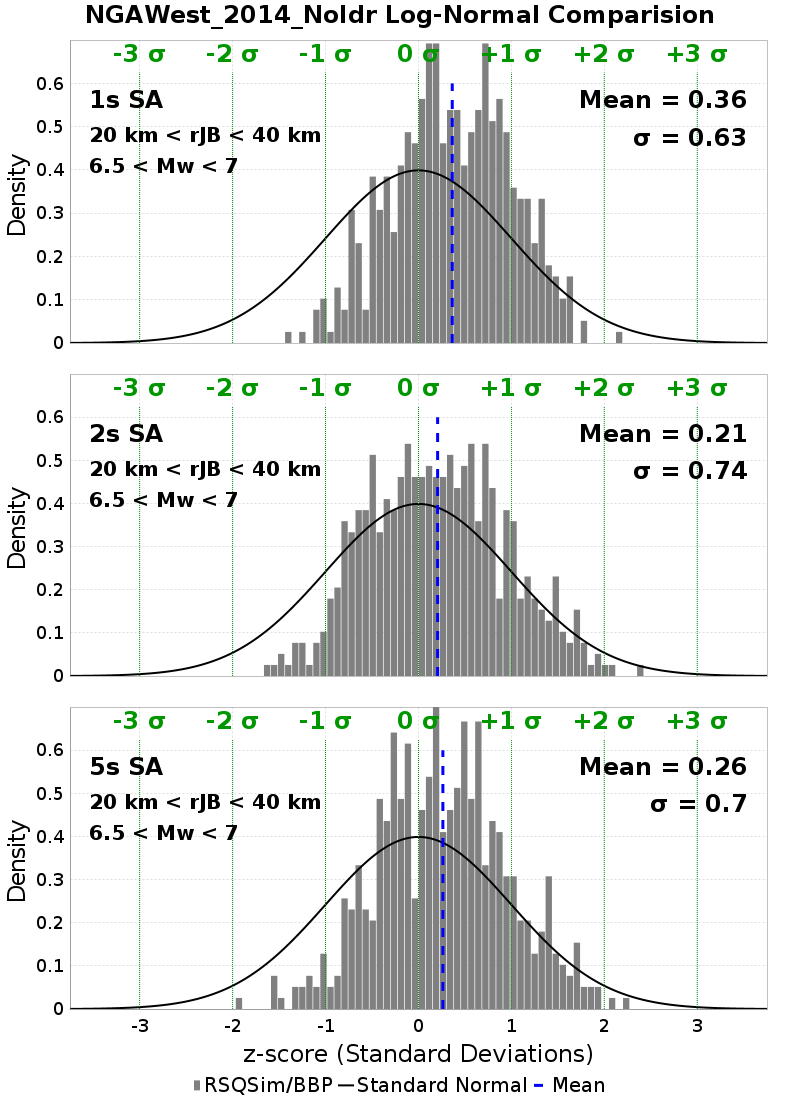 NGAWest_2014_NoIdr Log-Normal Comparision
-3 σ -2 σ -1 σ 0 σ +1 σ +2 σ +3 σ
1s SA Mean = 0.36
20 km < rJB < 40 km σ = 0.63
6.5 < Mw < 7
0.6
0.5
0.4
0.3
0.2
0.1
0
Density
-3 σ -2 σ -1 σ 0 σ +1 σ +2 σ +3 σ
2s SA Mean = 0.21
20 km < rJB < 40 km σ = 0.74
6.5 < Mw < 7
0.6
0.5
0.4
0.3
0.2
0.1
0
Density
-3 σ -2 σ -1 σ 0 σ +1 σ +2 σ +3 σ
5s SA Mean = 0.26
20 km < rJB < 40 km σ = 0.7
6.5 < Mw < 7
0.6
0.5
0.4
0.3
0.2
0.1
0
Density
-3 -2 -1 0 1 2 3
z-score (Standard Deviations)
RSQSim/BBP Standard Normal Mean